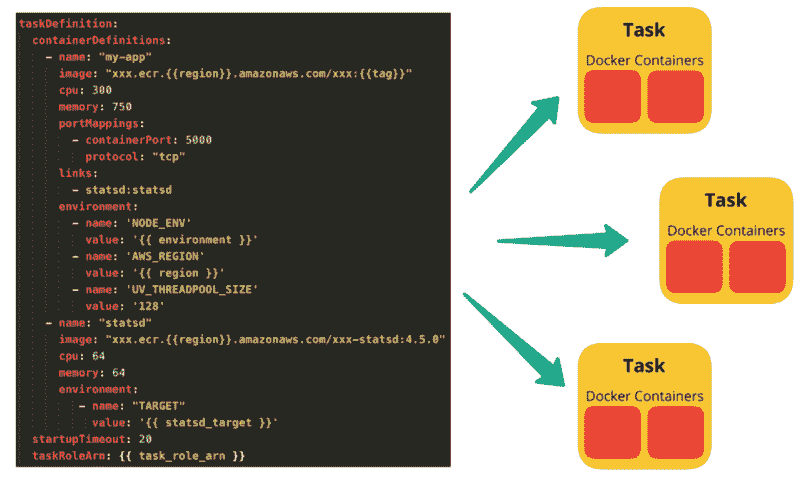 taskDefinition:
containerDefinitions:
- name: "my-app"
image: "xxx.ecr.{{region}}.amazonaws.com/xxx:{{tag}}"
cpu: 300
memory: 750
portMappings:
- containerPort: 5000
protocol: "tcp"
links:
- statsd:statsd
environment:
- name: 'NODE_ENV'
value: '{{ environment }}'
- name: 'AWS_REGION'
value: '{{ region }}'
- name: 'UV_THREADPOOL_SIZE'
value: '128'
- name: "statsd"
image: "xxx.ecr.{{region}}.amazonaws.com/xxx-statsd:4.5.0"
cpu: 64
memory: 64
environment:
- name: "TARGET"
value: '{{ statsd_target }}'
startupTimeout: 20
taskRoleArn: {{ task_role_arn }}
Task
Docker Containers
Task
Docker Containers
Task
Docker Containers